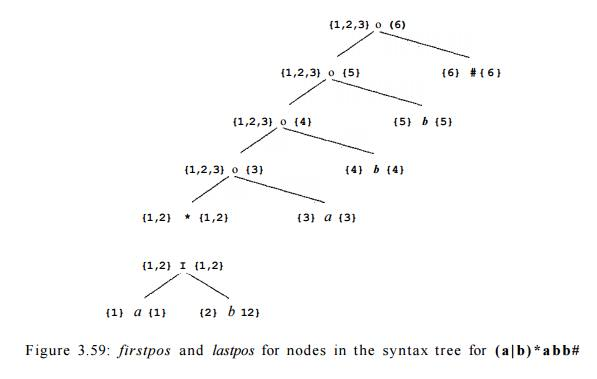 {1,2,3} o (6)
{1,2,3} o {5} {6} #{6}
{1,2,3} o {4} {5} b {5}
{1,2,3} o {3} {4} b {4}
{1,2} * {1,2} {3} a {3}
{1,2} I {1,2}
{1} a {1} {2} b 12}
Figure 3.59: firstpos and lastpos for nodes in the syntax tree for (a|b)*abb#